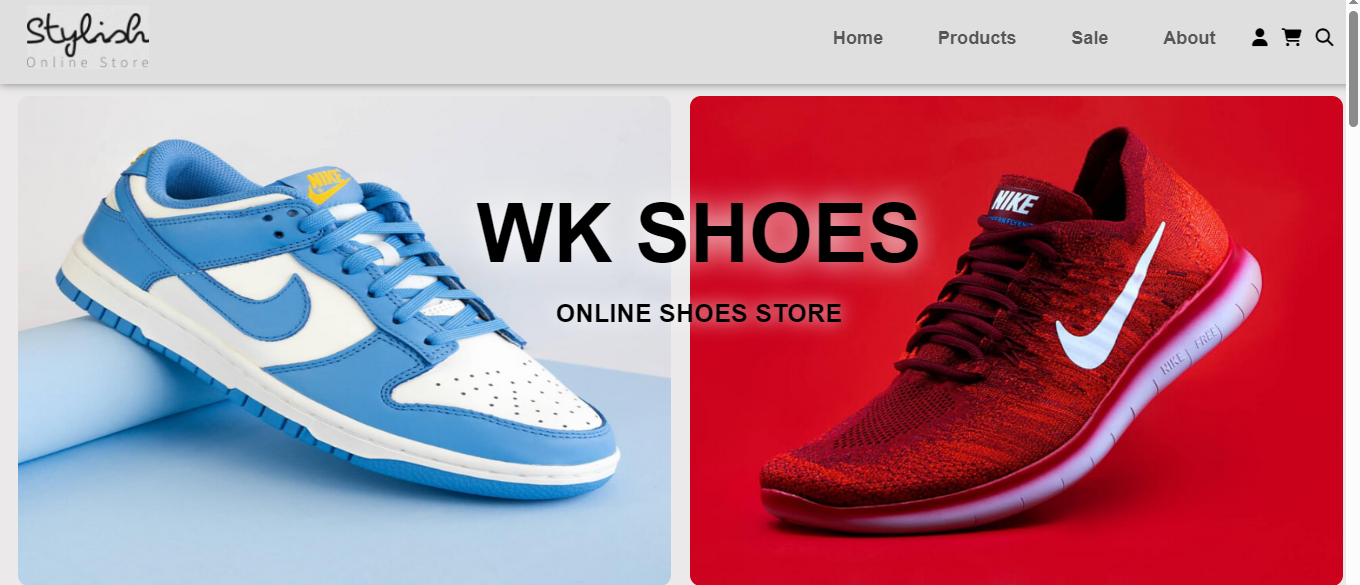 Stylish
Online Store
Home Products Sale About
NIKE
WK SHOES
NIKE
ONLINE SHOES STORE
NIKE FREE